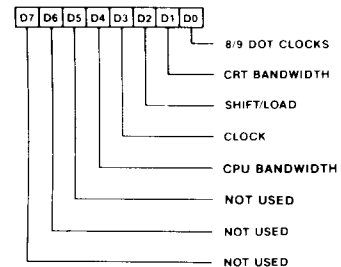 D7 D6 D5 D4 D3 D2 D1 D0
8/9 DOT CLOCKS
CRT BANDWIDTH
SHIFT/LOAD
CLOCK
CPU BANDWIDTH
NOT USED
NOT USED
NOT USED